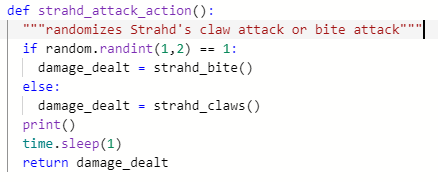 def strahd_attack_action():
  """randomizes Strahd's claw attack or bite attack"""
  if random.randint(1,2) == 1:
    damage_dealt = strahd_bite()
  else:
    damage_dealt = strahd_claws()
  print()
  time.sleep(1)
  return damage_dealt